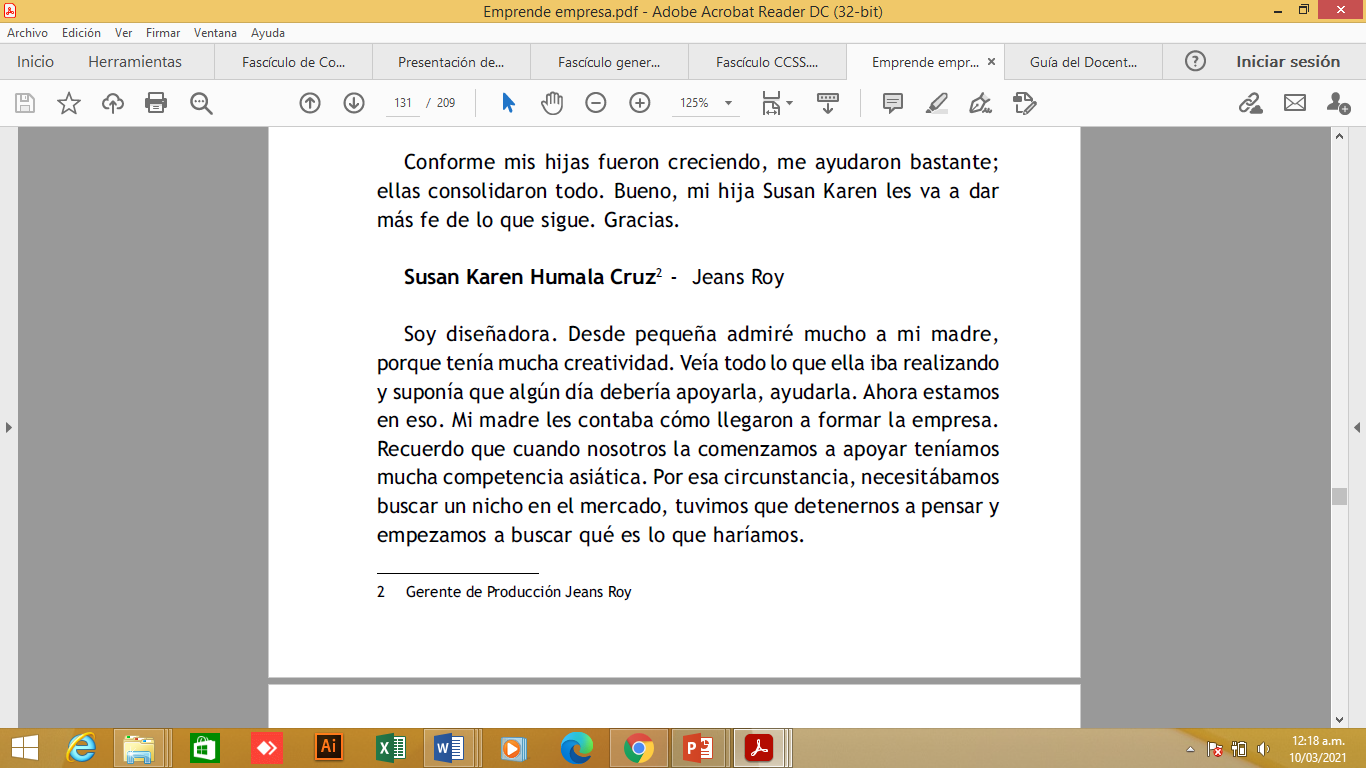 Emprende empresa.pdf - Adobe Acrobat Reader DC (32-bit)
Archivo Edición Ver Firmar Ventana Ayuda
Inicio Herramientas Fascículo de Co... Presentación de... Fascículo gener... Fascículo CCSS.... Emprende empr... Guía del Docent... Iniciar sesión
131 / 209 125%
Conforme mis hijas fueron creciendo, me ayudaron bastante;
ellas consolidaron todo. Bueno, mi hija Susan Karen les va a dar
más fe de lo que sigue. Gracias.
Susan Karen Humala Cruz2 - Jeans Roy
Soy diseñadora. Desde pequeña admiré mucho a mi madre,
porque tenía mucha creatividad. Veía todo lo que ella iba realizando
y suponía que algún día debería apoyarla, ayudarla. Ahora estamos
en eso. Mi madre les contaba cómo llegaron a formar la empresa.
Recuerdo que cuando nosotros la comenzamos a apoyar teníamos
mucha competencia asiática. Por esa circunstancia, necesitábamos
buscar un nicho en el mercado, tuvimos que detenernos a pensar y
empezamos a buscar qué es lo que haríamos.
2 Gerente de Producción Jeans Roy
Ai
12:18 a.m.
10/03/2021